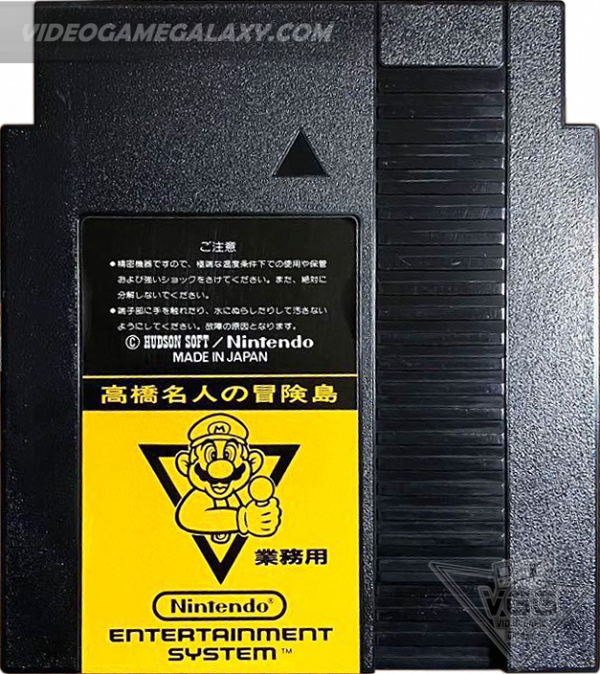 VIDEOGAMEGALAXY.COM
ご注意
●精密機器ですので、極端な温度条件下での使用や保管
および強いショックをさけてください。また、絶対に
分解しないでください。
●端子部に手を触れたり、水にぬらしたりして汚さない
ようにしてください。故障の原因となります。
© HUDSON SOFT / Nintendo
MADE IN JAPAN
高橋名人の冒険島
M
業務用
Nintendo®
ENTERTAINMENT
SYSTEM™
VGG